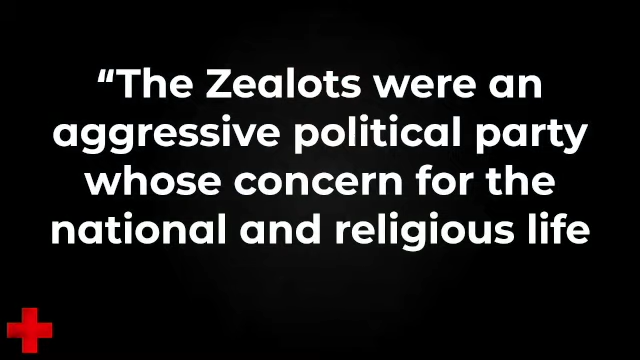 “The Zealots were an
aggressive political party
whose concern for the
national and religious life